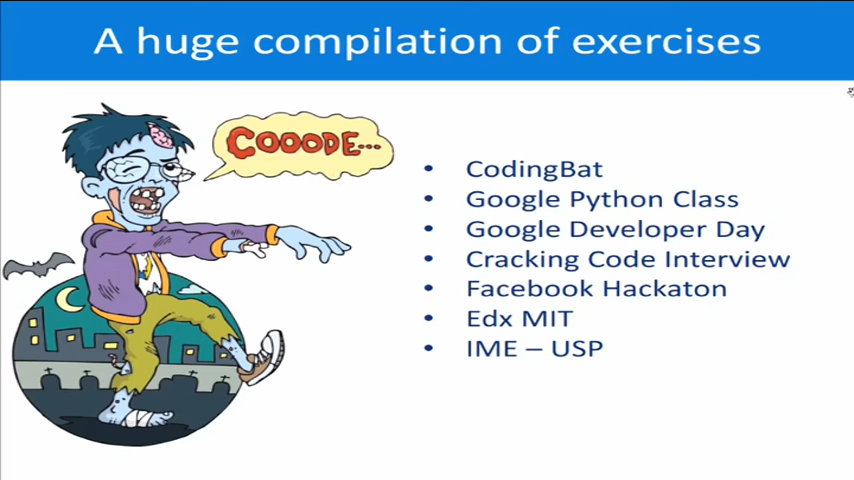 A huge compilation of exercises
COOODE...
• CodingBat
• Google Python Class
• Google Developer Day
• Cracking Code Interview
• Facebook Hackaton
• Edx MIT
• IME – USP